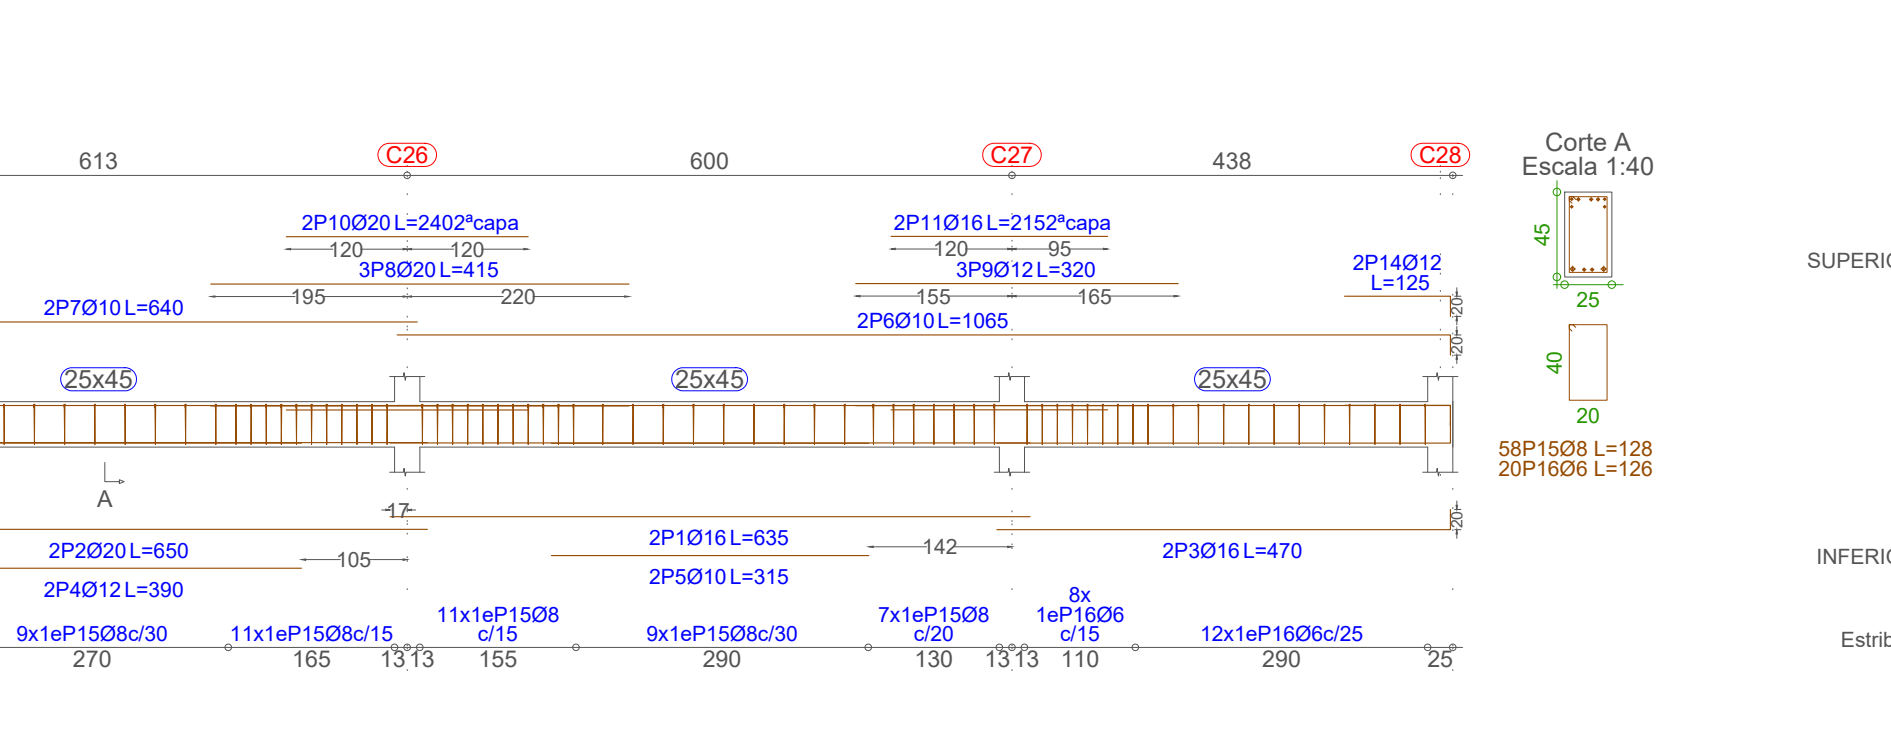 613
C26
600
C27
438
C28
Corte A
Escala 1:40
45
25
40
20
58P15Ø8 L=128
20P16Ø6 L=126
2P10Ø20 L=2402ªcapa
120
120
3P8Ø20 L=415
195
220
2P7Ø10 L=640
2P11Ø16 L=2152ªcapa
120
95
3P9Ø12 L=320
155
165
2P6Ø10 L=1065
2P14Ø12
L=125
20
20
SUPERIO
25x45
25x45
25x45
A
17
2P2Ø20 L=650
105
2P4Ø12 L=390
2P1Ø16 L=635
142
2P5Ø10 L=315
2P3Ø16 L=470
20
INFERIO
9x1eP15Ø8c/30
11x1eP15Ø8c/15
11x1eP15Ø8
c/15
9x1eP15Ø8c/30
7x1eP15Ø8
c/20
8x
1eP16Ø6
c/15
12x1eP16Ø6c/25
Estrib
270
165
13
13
155
290
130
13
13
110
290
25